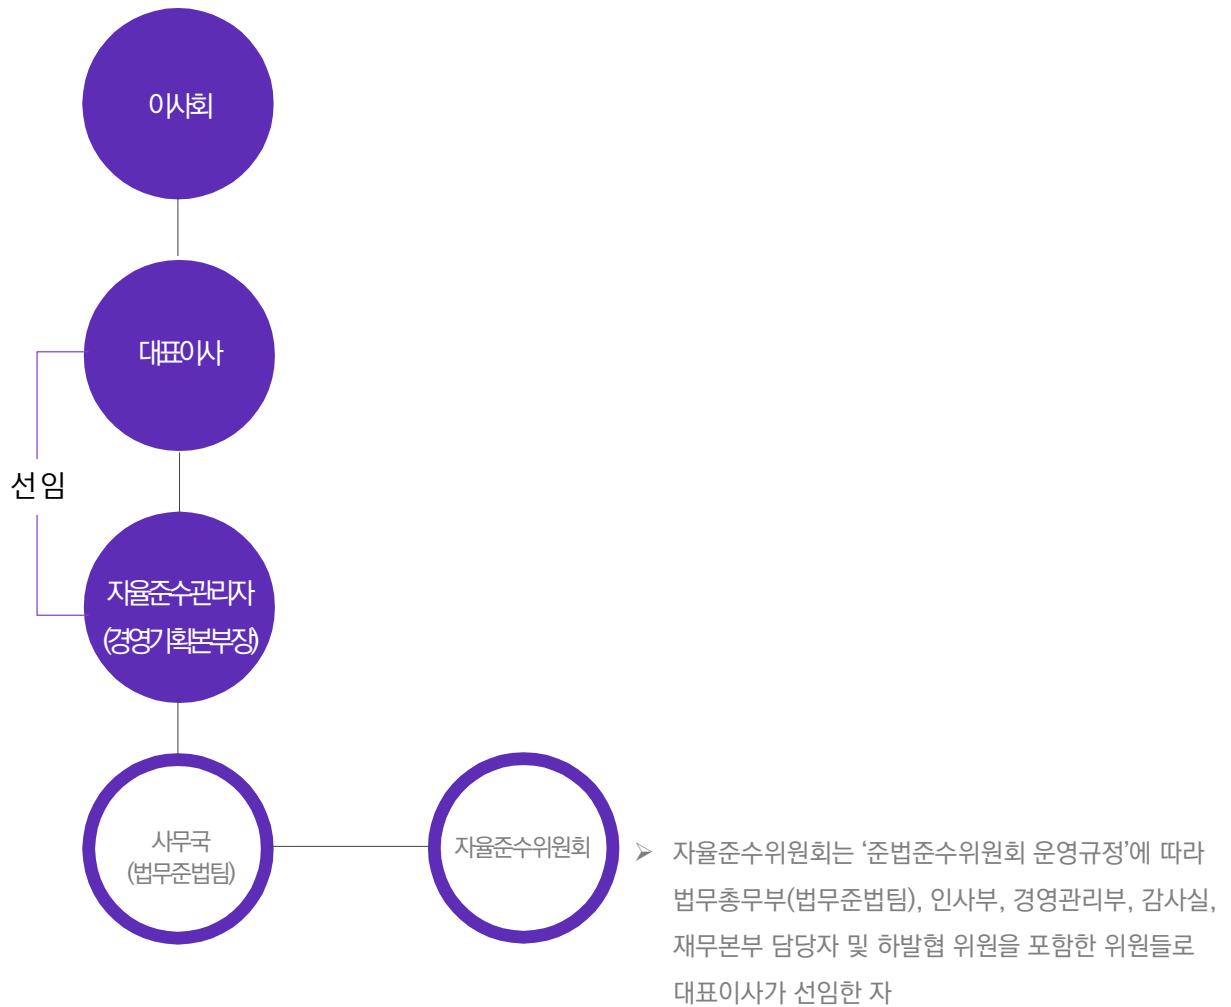 이사회
대표이사
선임
자율준수관리자
(경영기획본부장)
사무국
(법무준법팀)
자율준수위원회
자율준수위원회는 ‘준법준수위원회 운영규정’에 따라
법무총무부(법무준법팀), 인사부, 경영관리부, 감사실,
재무본부 담당자 및 하발협 위원을 포함한 위원들로
대표이사가 선임한 자